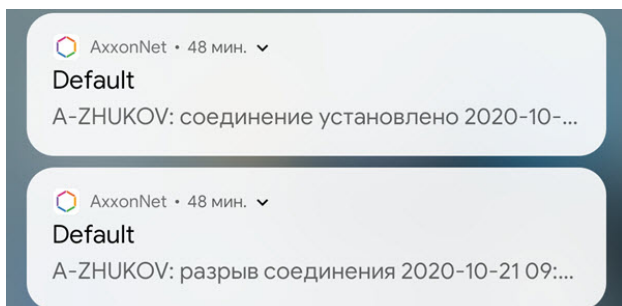 AxxonNet • 48 мин.
Default
A-ZHUKOV: соединение установлено 2020-10-...
AxxonNet • 48 мин.
Default
A-ZHUKOV: разрыв соединения 2020-10-21 09:...